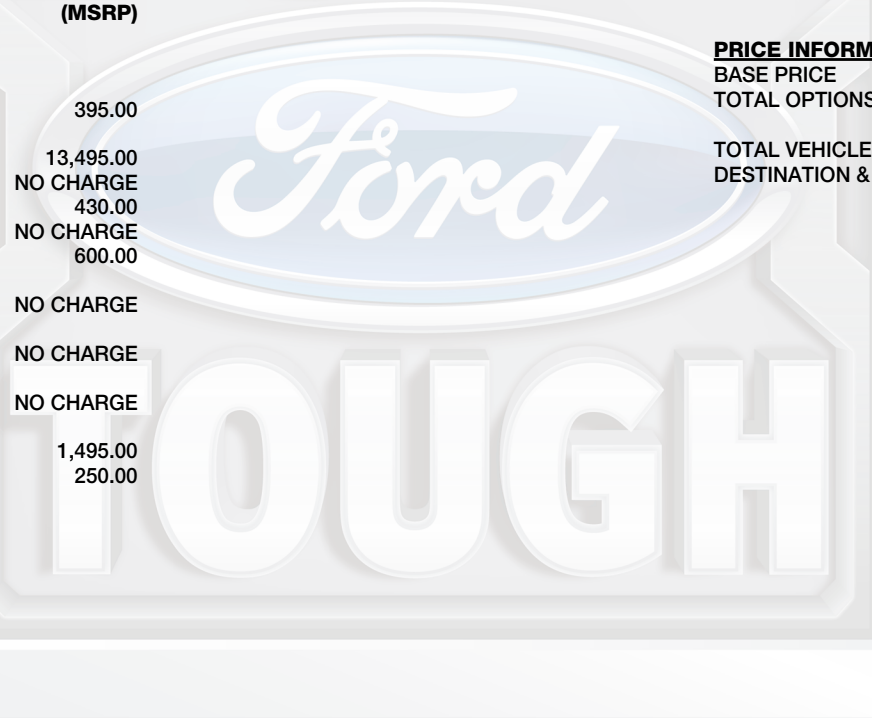 (MSRP)
395.00
13,495.00
NO CHARGE
430.00
NO CHARGE
600.00
NO CHARGE
NO CHARGE
NO CHARGE
1,495.00
250.00
PRICE INFORM
BASE PRICE
TOTAL OPTIONS
TOTAL VEHICLE
DESTINATION &
Ford
TOUGH